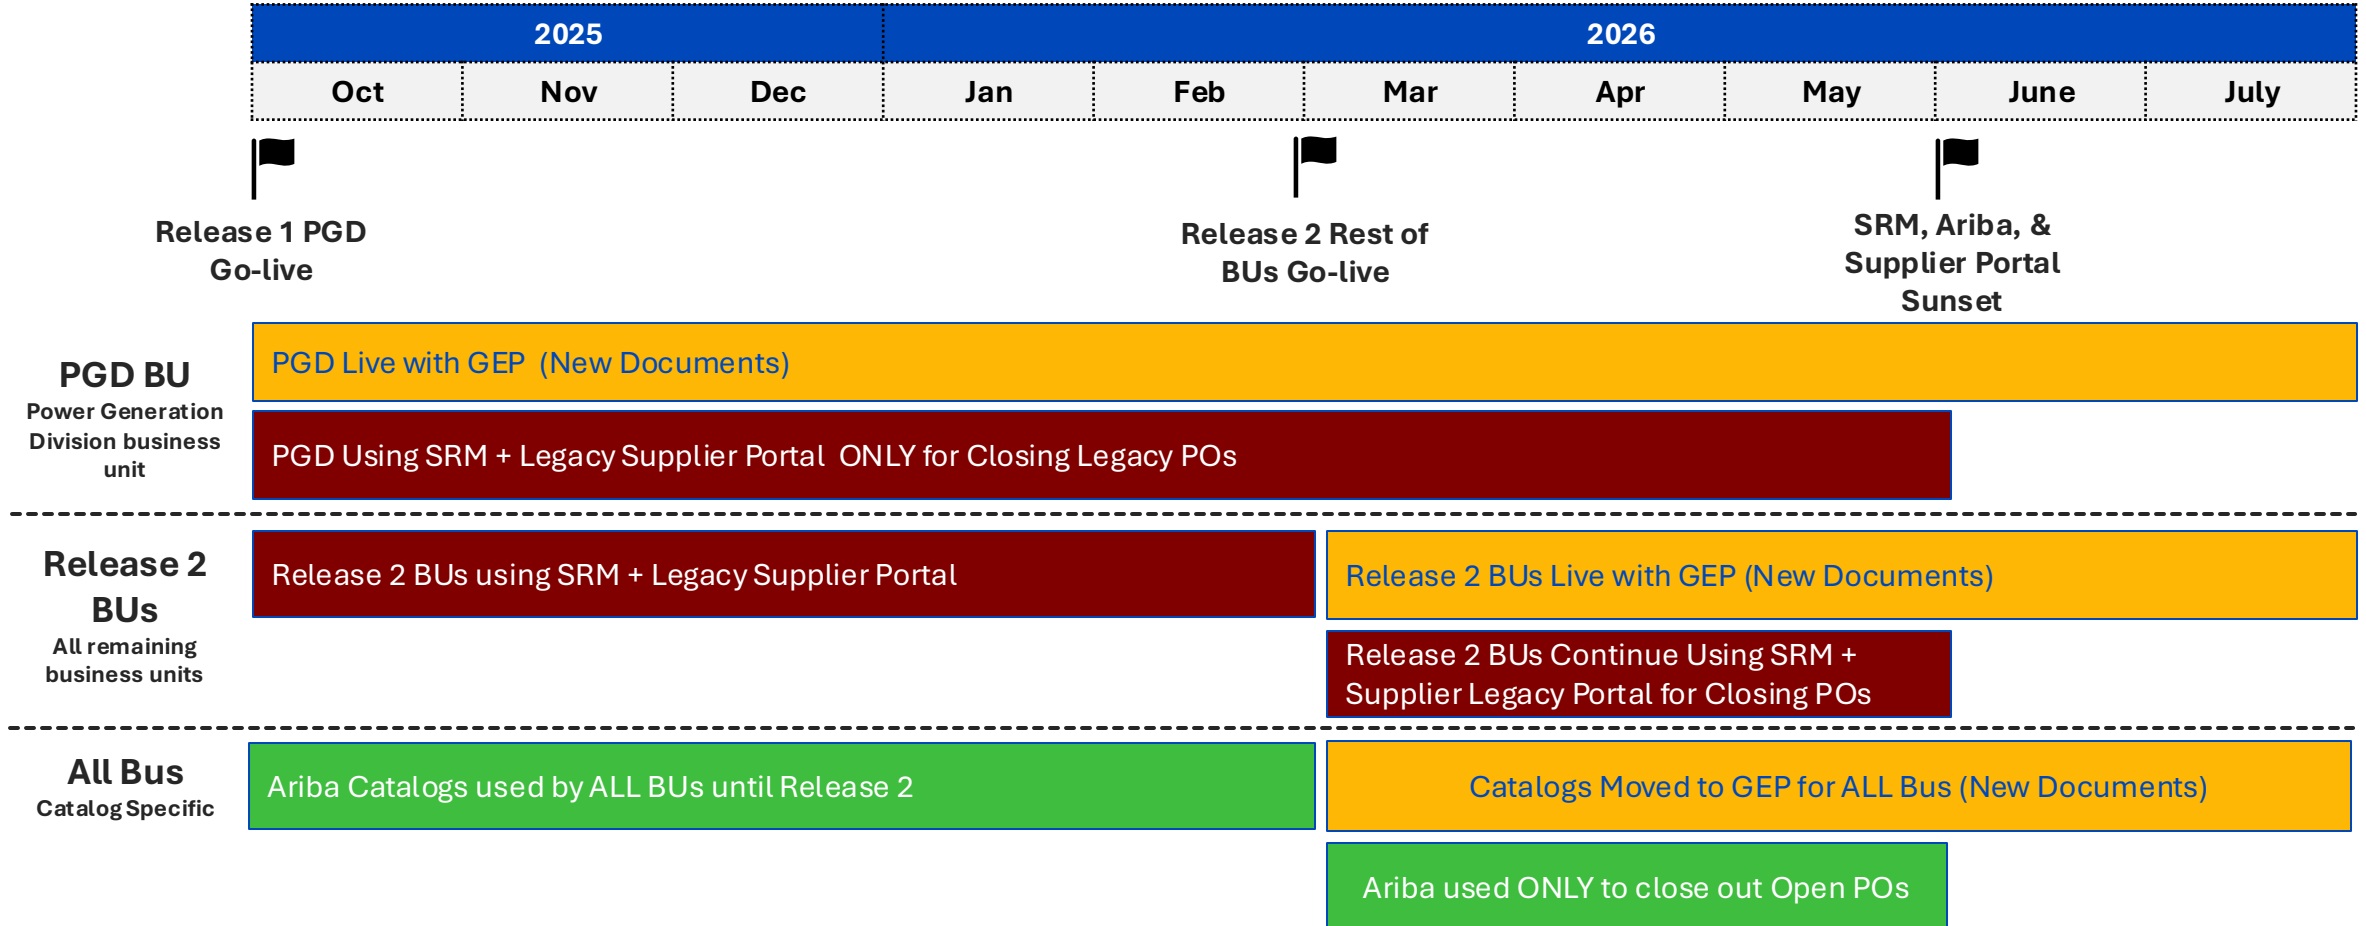 2025
2026
Oct
Nov
Dec
Jan
Feb
Mar
Apr
May
June
July
Release 1 PGD
Go-live
Release 2 Rest of
BUs Go-live
SRM, Ariba, &
Supplier Portal
Sunset
PGD BU
Power Generation
Division business
unit
PGD Live with GEP (New Documents)
PGD Using SRM + Legacy Supplier Portal ONLY for Closing Legacy POs
Release 2
BUs
All remaining
business units
Release 2 BUs using SRM + Legacy Supplier Portal
Release 2 BUs Live with GEP (New Documents)
Release 2 BUs Continue Using SRM +
Supplier Legacy Portal for Closing POs
All Bus
Catalog Specific
Ariba Catalogs used by ALL BUs until Release 2
Catalogs Moved to GEP for ALL Bus (New Documents)
Ariba used ONLY to close out Open POs